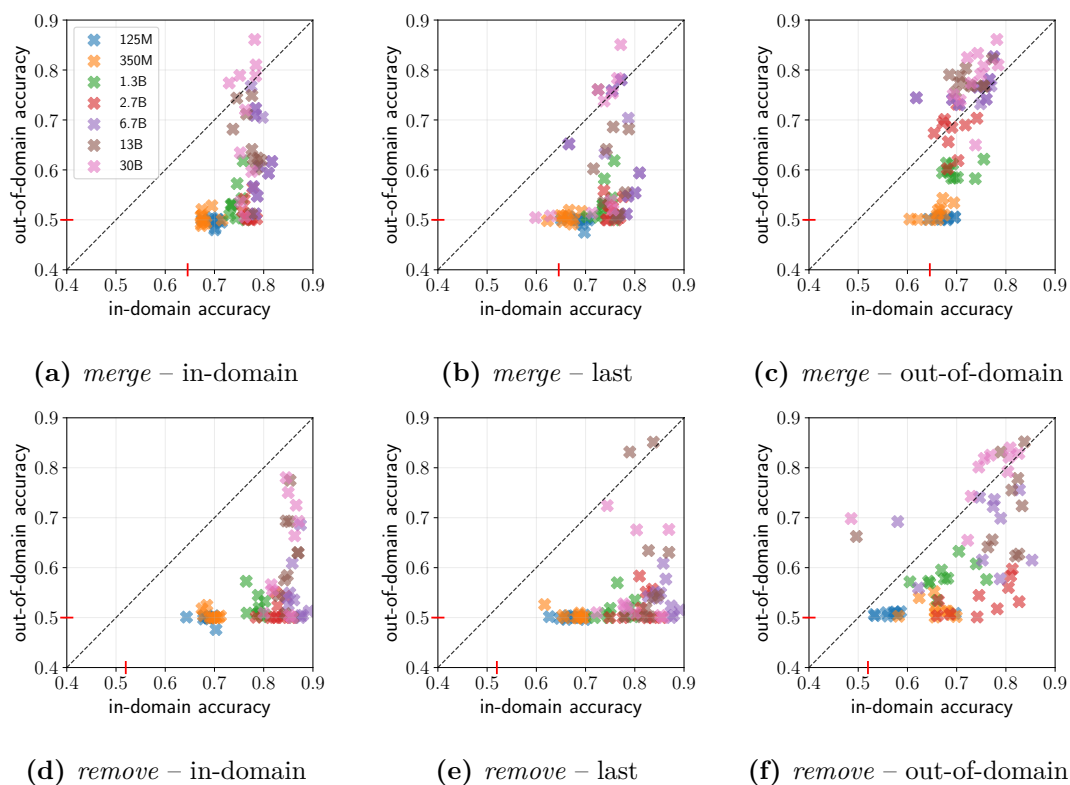 0.9
0.8
0.7
0.6
0.5
0.4
0.4 0.5 0.6 0.7 0.8 0.9
out-of-domain accuracy
in-domain accuracy
125M
350M
1.3B
2.7B
6.7B
13B
30B
(a) merge – in-domain
0.9
0.8
0.7
0.6
0.5
0.4
0.4 0.5 0.6 0.7 0.8 0.9
out-of-domain accuracy
in-domain accuracy
(b) merge – last
0.9
0.8
0.7
0.6
0.5
0.4
0.4 0.5 0.6 0.7 0.8 0.9
out-of-domain accuracy
in-domain accuracy
(c) merge – out-of-domain
0.9
0.8
0.7
0.6
0.5
0.4
0.4 0.5 0.6 0.7 0.8 0.9
out-of-domain accuracy
in-domain accuracy
(d) remove – in-domain
0.9
0.8
0.7
0.6
0.5
0.4
0.4 0.5 0.6 0.7 0.8 0.9
out-of-domain accuracy
in-domain accuracy
(e) remove – last
0.9
0.8
0.7
0.6
0.5
0.4
0.4 0.5 0.6 0.7 0.8 0.9
out-of-domain accuracy
in-domain accuracy
(f) remove – out-of-domain